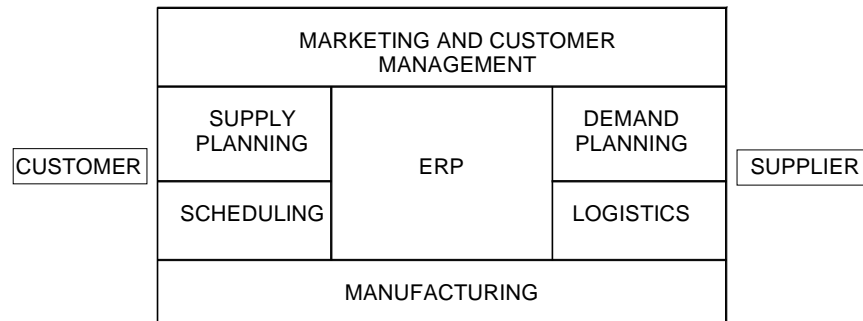 MARKETING AND CUSTOMER
MANAGEMENT
SUPPLY
PLANNING
DEMAND
PLANNING
CUSTOMER
ERP
SUPPLIER
SCHEDULING
LOGISTICS
MANUFACTURING